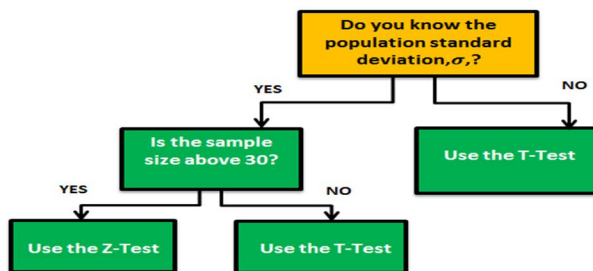 Do you know the
population standard
deviation,σ,?
YES
NO
Is the sample
size above 30?
Use the T-Test
YES
NO
Use the Z-Test
Use the T-Test